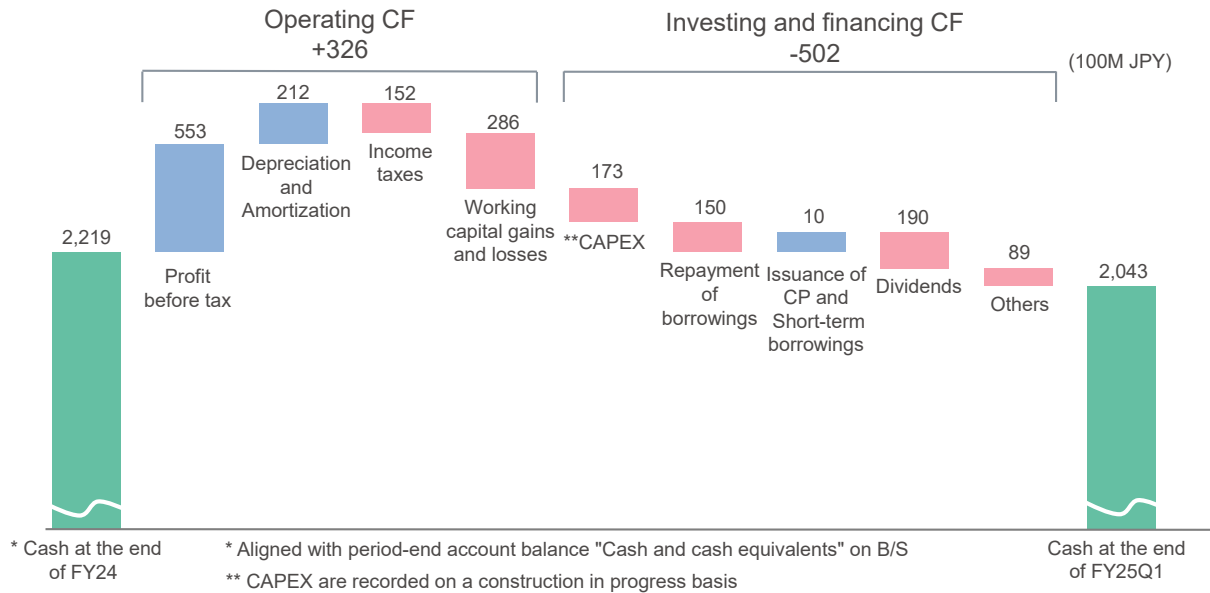 Operating CF
+326
Investing and financing CF
-502
(100M JPY)
2,219
553
Profit
before tax
212
Depreciation
and
Amortization
152
Income
taxes
286
Working
capital gains
and losses
173
**CAPEX
150
Repayment
of
borrowings
10
Issuance of
CP and
Short-term
borrowings
190
Dividends
89
Others
2,043
* Cash at the end
of FY24
* Aligned with period-end account balance "Cash and cash equivalents" on B/S
** CAPEX are recorded on a construction in progress basis
Cash at the end
of FY25Q1